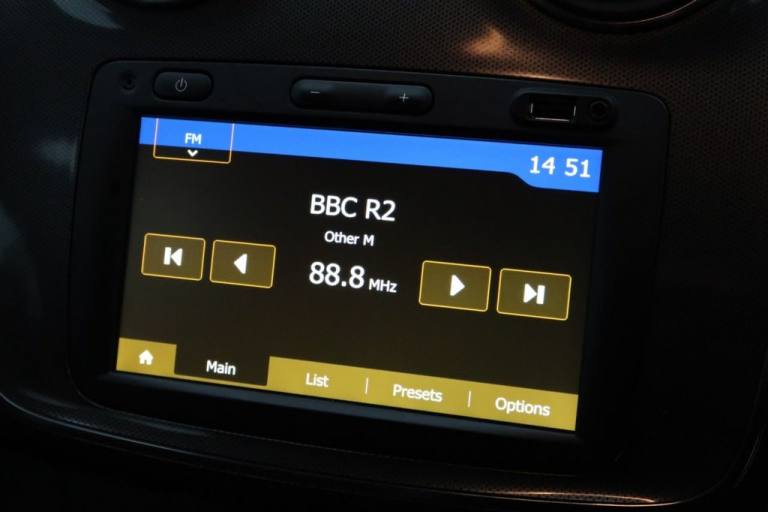 FM
14 51
BBC R2
Other M
88.8 MHz
Main
List
Presets
Options